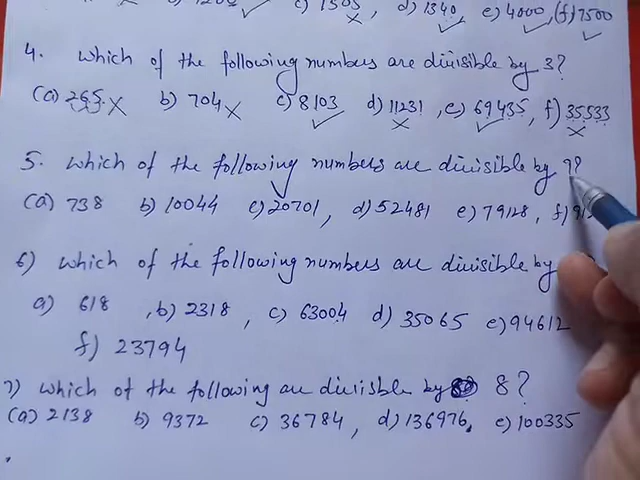 c) 1505, d) 1340, e) 4000, (f) 7500
4. Which of the following numbers are divisible by 3?
(a) 265 b) 704 c) 8103 d) 11231, e) 69435, f) 35533
5. Which of the following numbers are divisible by 9?
(a) 738 b) 10044 c) 20701, d) 52481 e) 79128, f)
6) Which of the following numbers are divisible by
a) 618, b) 2318, c) 63004 d) 35065 e) 94612
f) 23794
7) Which of the following are divisible by 8?
(a) 2138 b) 9372 c) 36784, d) 136976, e) 100335